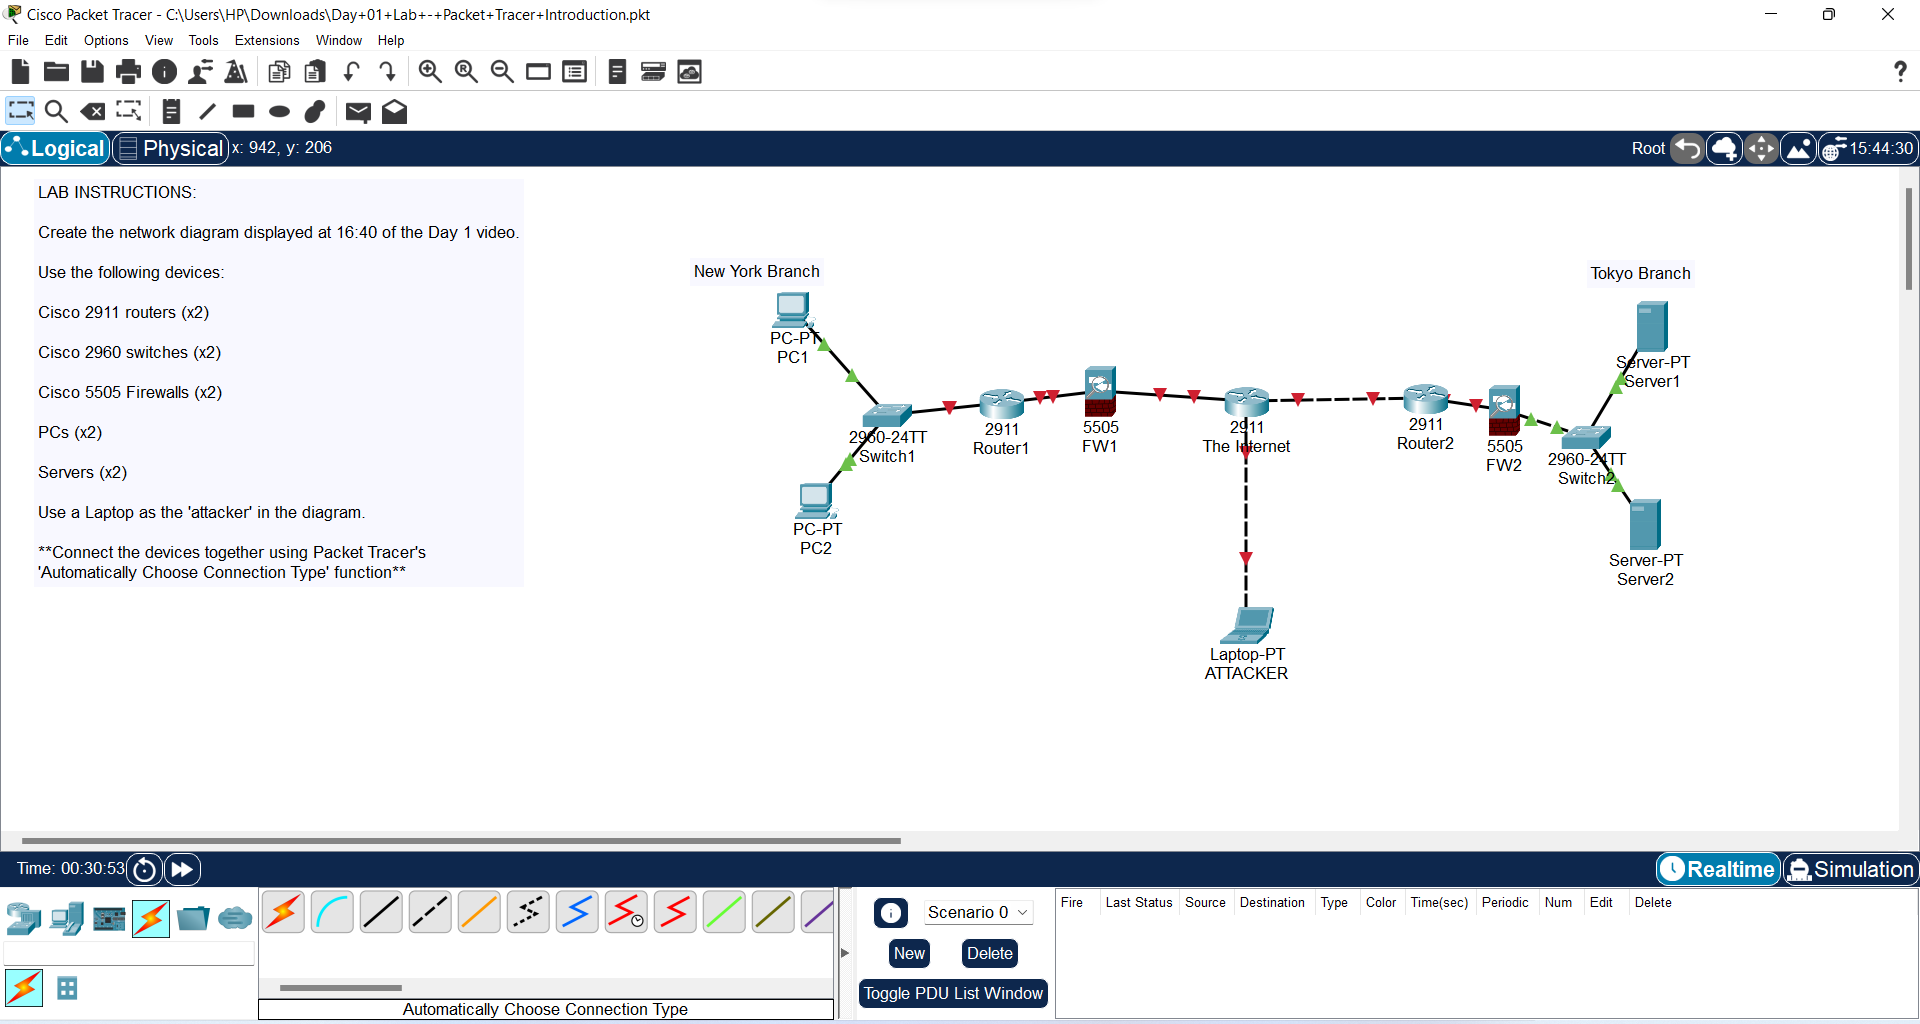 Cisco Packet Tracer - C:\Users\HP\Downloads\Day+01+Lab+-+Packet+Tracer+Introduction.pkt
File Edit Options View Tools Extensions Window Help
Logical Physical x: 942, y: 206 Root 15:44:30
LAB INSTRUCTIONS:
Create the network diagram displayed at 16:40 of the Day 1 video.
Use the following devices:
Cisco 2911 routers (x2)
Cisco 2960 switches (x2)
Cisco 5505 Firewalls (x2)
PCs (x2)
Servers (x2)
Use a Laptop as the 'attacker' in the diagram.
**Connect the devices together using Packet Tracer's
'Automatically Choose Connection Type' function**
New York Branch
PC-PT
PC1
2960-24TT
Switch1
PC-PT
PC2
2911
Router1
5505
FW1
2911
The Internet
Laptop-PT
ATTACKER
2911
Router2
5505
FW2
Tokyo Branch
Server-PT
Server1
2960-24TT
Switch2
Server-PT
Server2
Time: 00:30:53 Realtime Simulation
Automatically Choose Connection Type
Scenario 0
New Delete
Toggle PDU List Window
Fire Last Status Source Destination Type Color Time(sec) Periodic Num Edit Delete